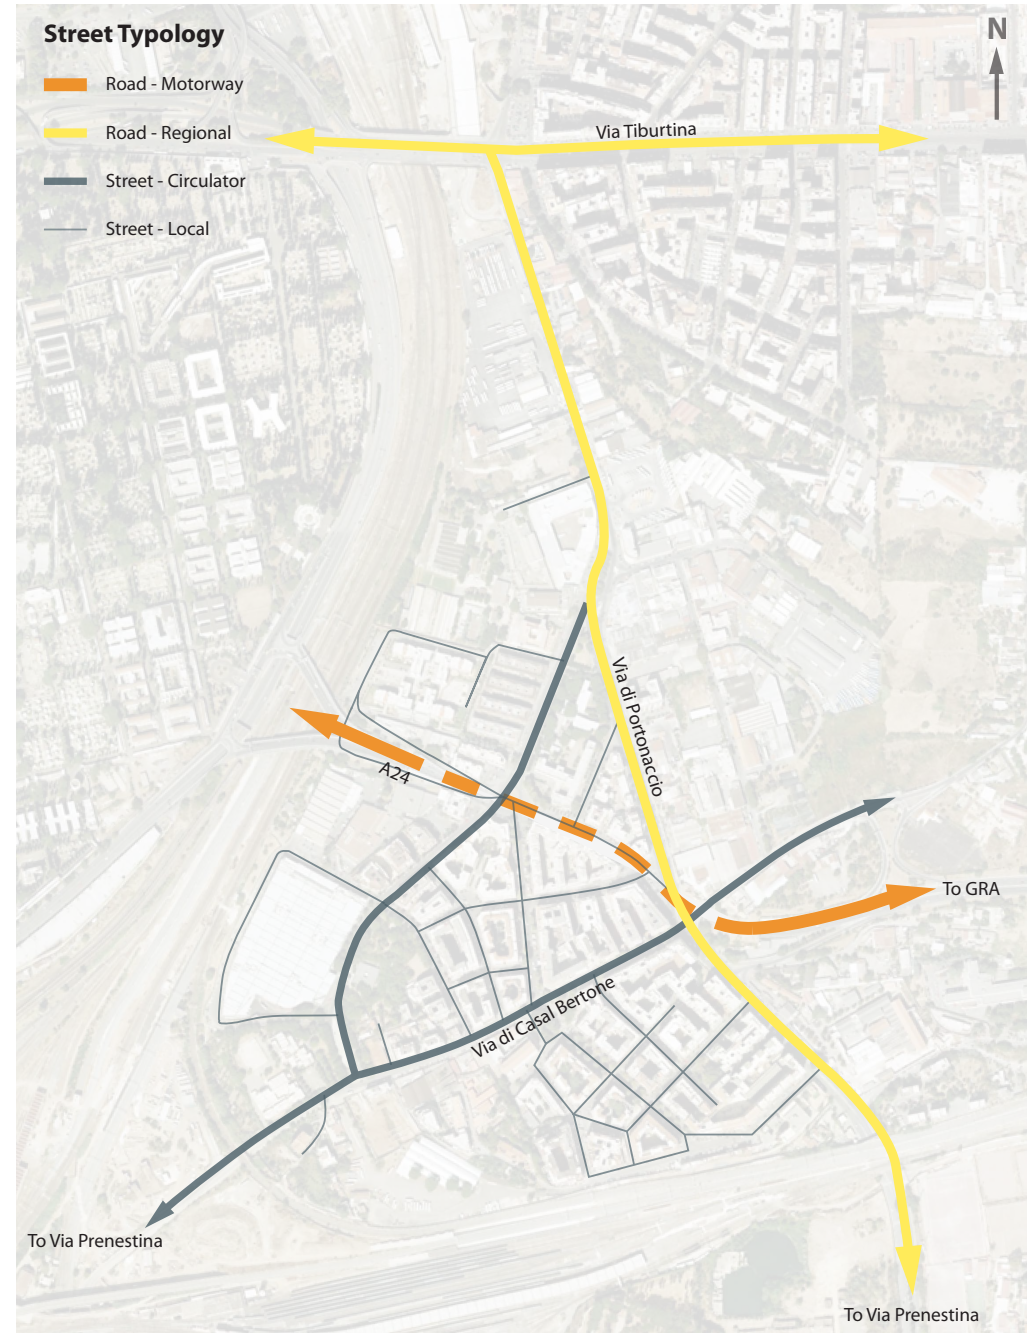 Street Typology
N
Road - Motorway
Road - Regional
Via Tiburtina
Street - Circulator
Street - Local
Via di Portonaccio
A24
To GRA
Via di Casal Bertone
To Via Prenestina
To Via Prenestina